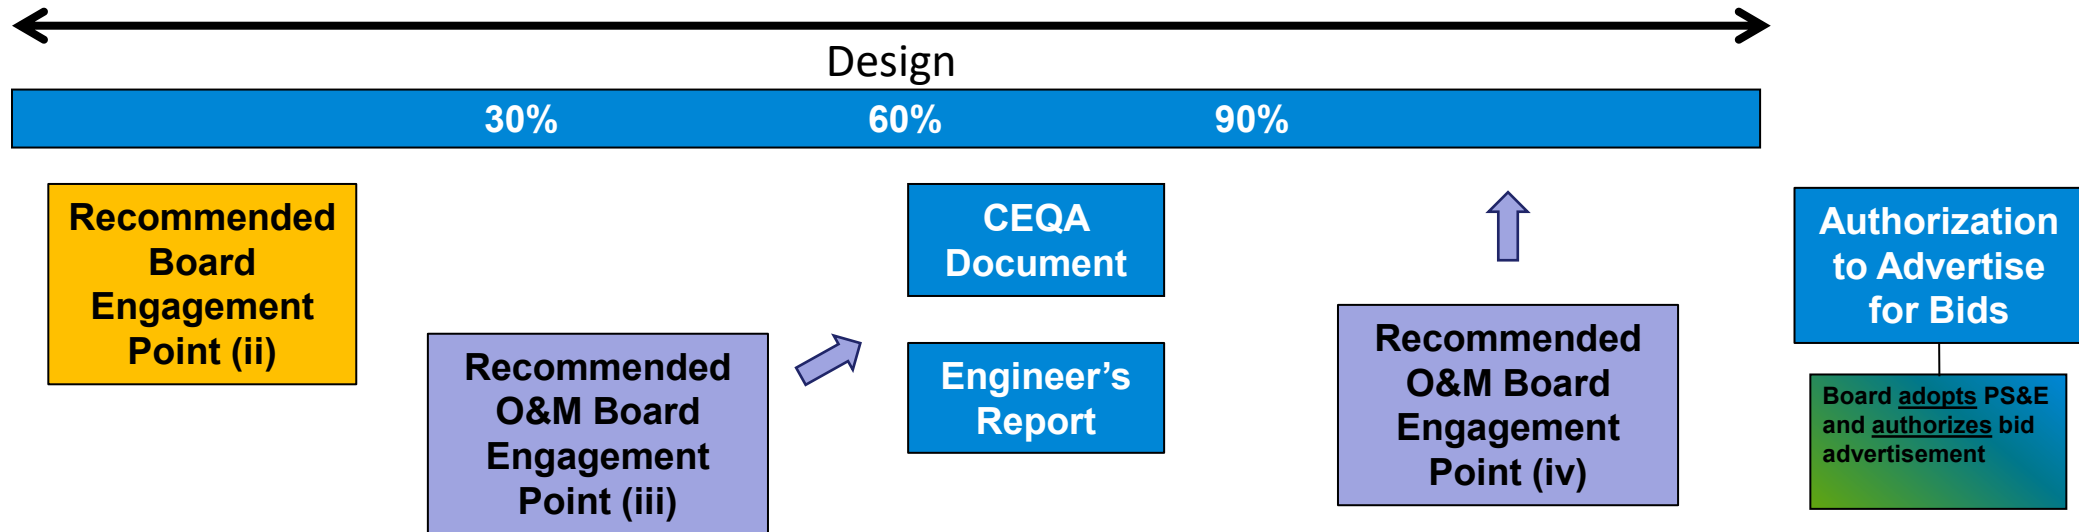 Design
30%
60%
90%
Recommended
Board
Engagement
Point (ii)
Recommended
O&M Board
Engagement
Point (iii)
CEQA
Document
Engineer’s
Report
Recommended
O&M Board
Engagement
Point (iv)
Authorization
to Advertise
for Bids
Board adopts PS&E
and authorizes bid
advertisement